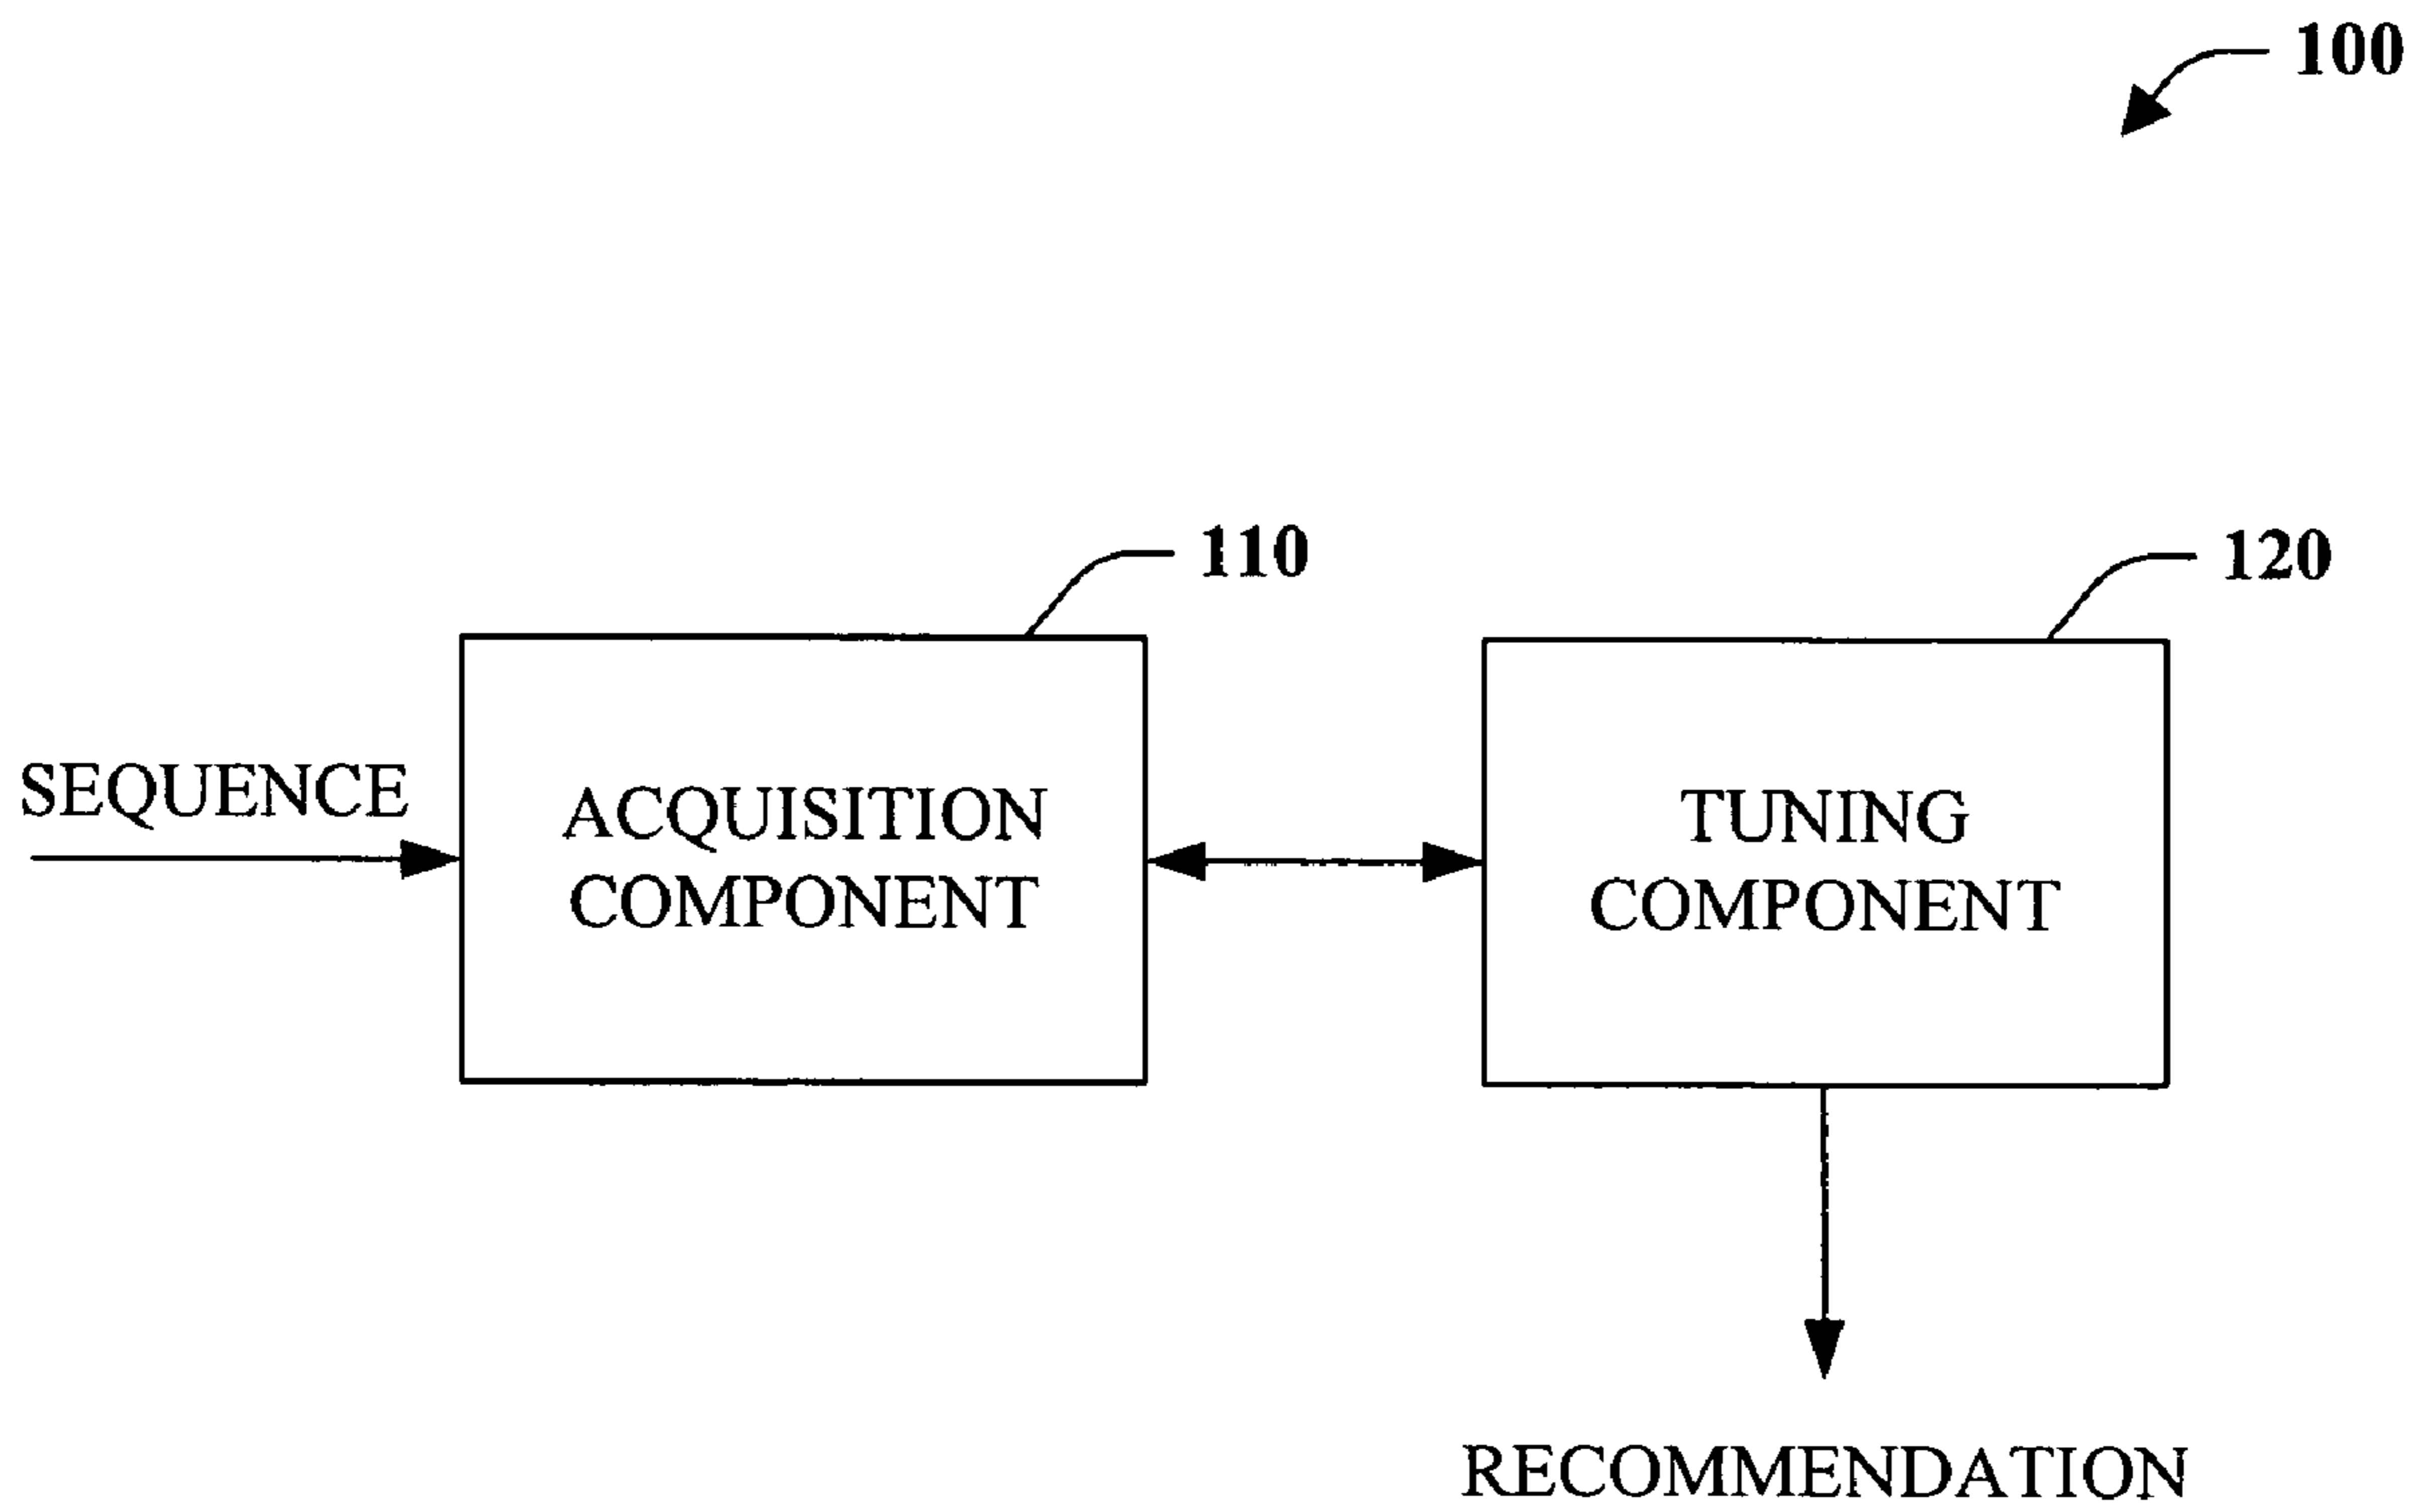 100
110
120
SEQUENCE
ACQUISITION
COMPONENT
TUNING
COMPONENT
RECOMMENDATION